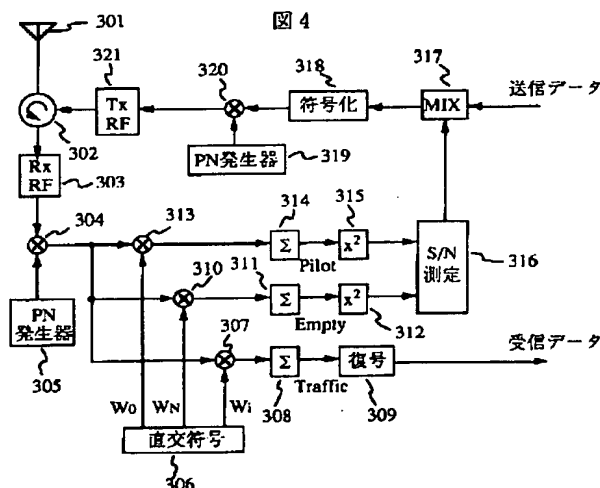 図 4
301
321
320
318
317
送信データ
Tx
RF
符号化
MIX
302
PN発生器
319
Rx
RF
303
304
313
314
315
Σ
x²
Pilot
S/N
測定
316
310
311
Σ
x²
Empty
312
PN
発生器
305
307
受信データ
Σ
復号
Traffic
308
309
W0
WN
Wi
直交符号
306